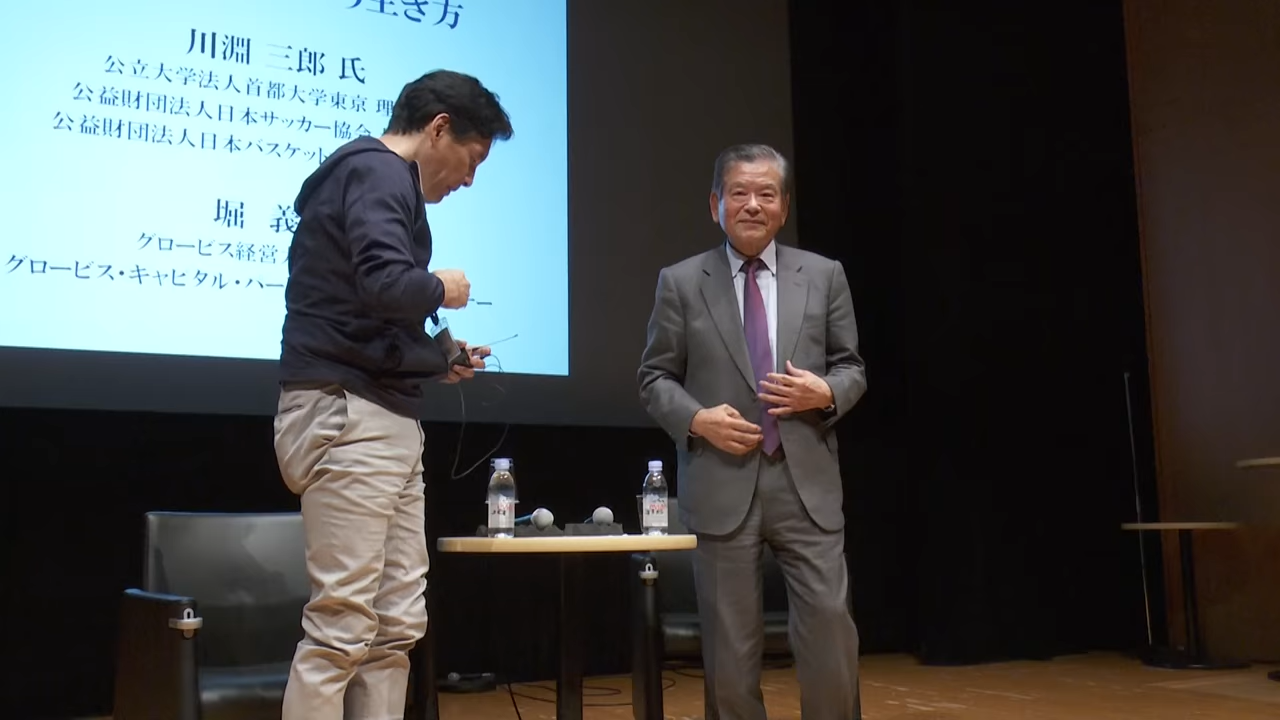 生き方
川淵 三郎 氏
公立大学法人首都大学東京 理
公益財団法人日本サッカー協会
公益財団法人日本バスケット
堀 義
グロービス経営
グロービス・キャピタル・パー
ー